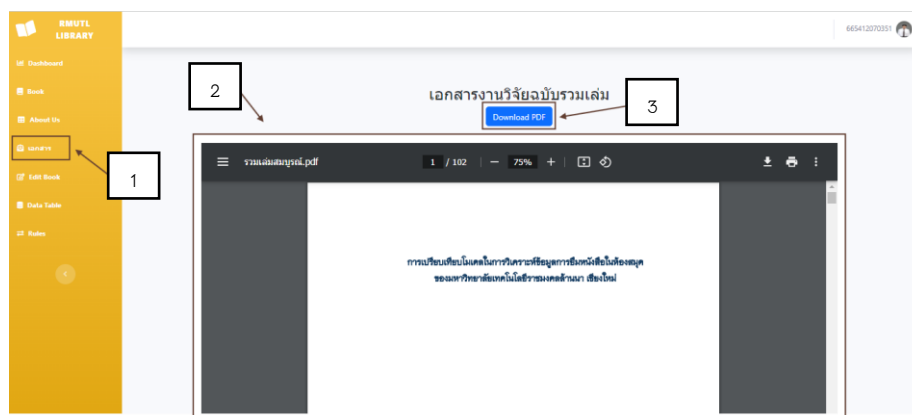 RMUTL
LIBRARY
665412070351
Dashboard
Book
About Us
เอกสาร
Edit Book
Data Table
Rules
1
2
3
เอกสารงานวิจัยฉบับรวมเล่ม
Download PDF
รวมเล่มสมบูรณ์.pdf
1 / 102
75%
การเปรียบเทียบโมเดลในการวิเคราะห์ข้อมูลการยืมหนังสือในห้องสมุด
ของมหาวิทยาลัยเทคโนโลยีราชมงคลล้านนา เชียงใหม่